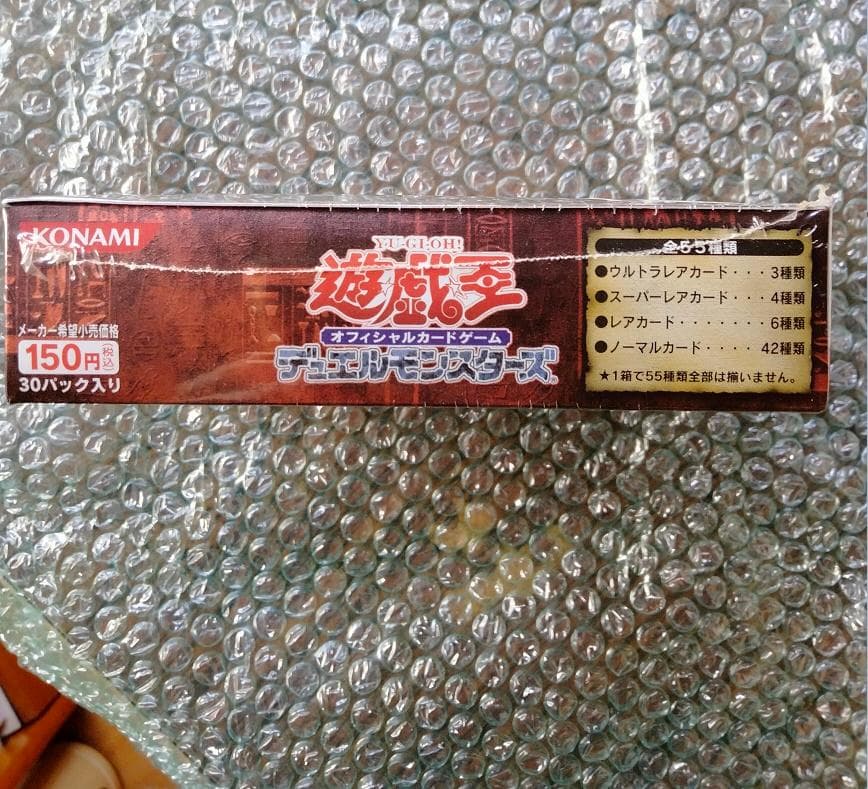 KONAMI
メーカー希望小売価格
150円(税込)
30パック入り
YU-GI-OH!
遊☆戯☆王
オフィシャルカードゲーム
デュエルモンスターズ®
全55種類
●ウルトラレアカード・・・3種類
●スーパーレアカード・・・4種類
●レアカード・・・・・・・6種類
●ノーマルカード・・・・42種類
★1箱で55種類全部は揃いません。